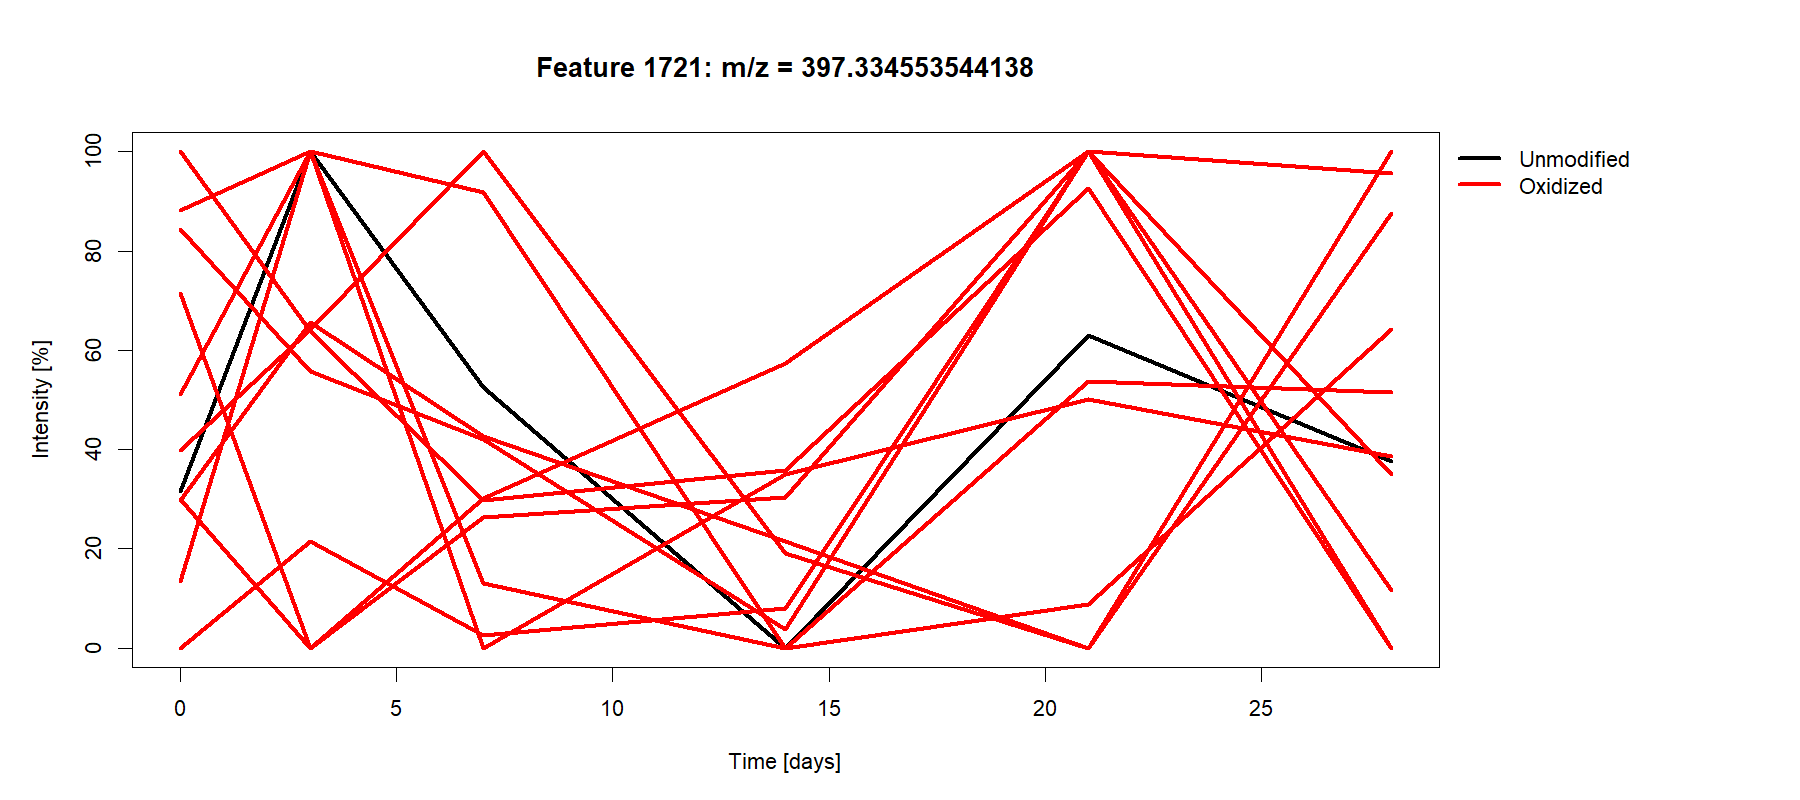 Feature 1721: m/z = 397.334553544138
Unmodified
Oxidized
Intensity [%]
100
80
60
40
20
0
0 5 10 15 20 25
Time [days]